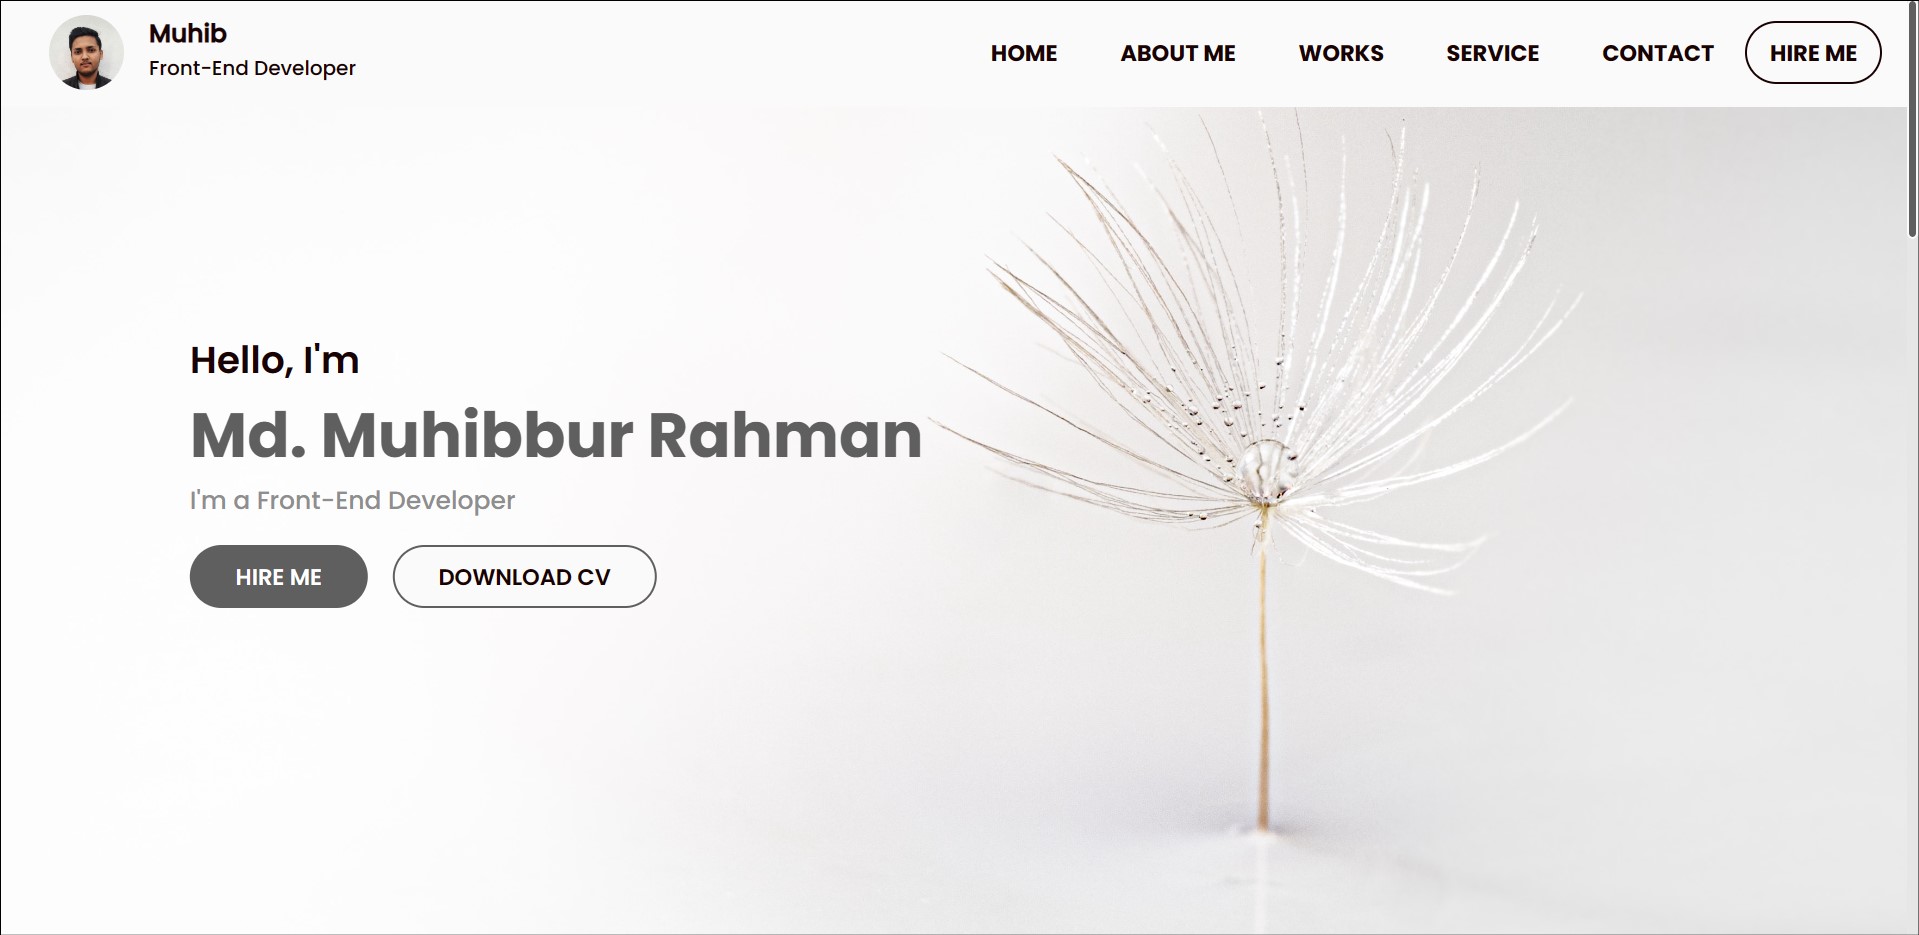 Muhib
Front-End Developer
HOME ABOUT ME WORKS SERVICE CONTACT HIRE ME
Hello, I'm
Md. Muhibbur Rahman
I'm a Front-End Developer
HIRE ME DOWNLOAD CV